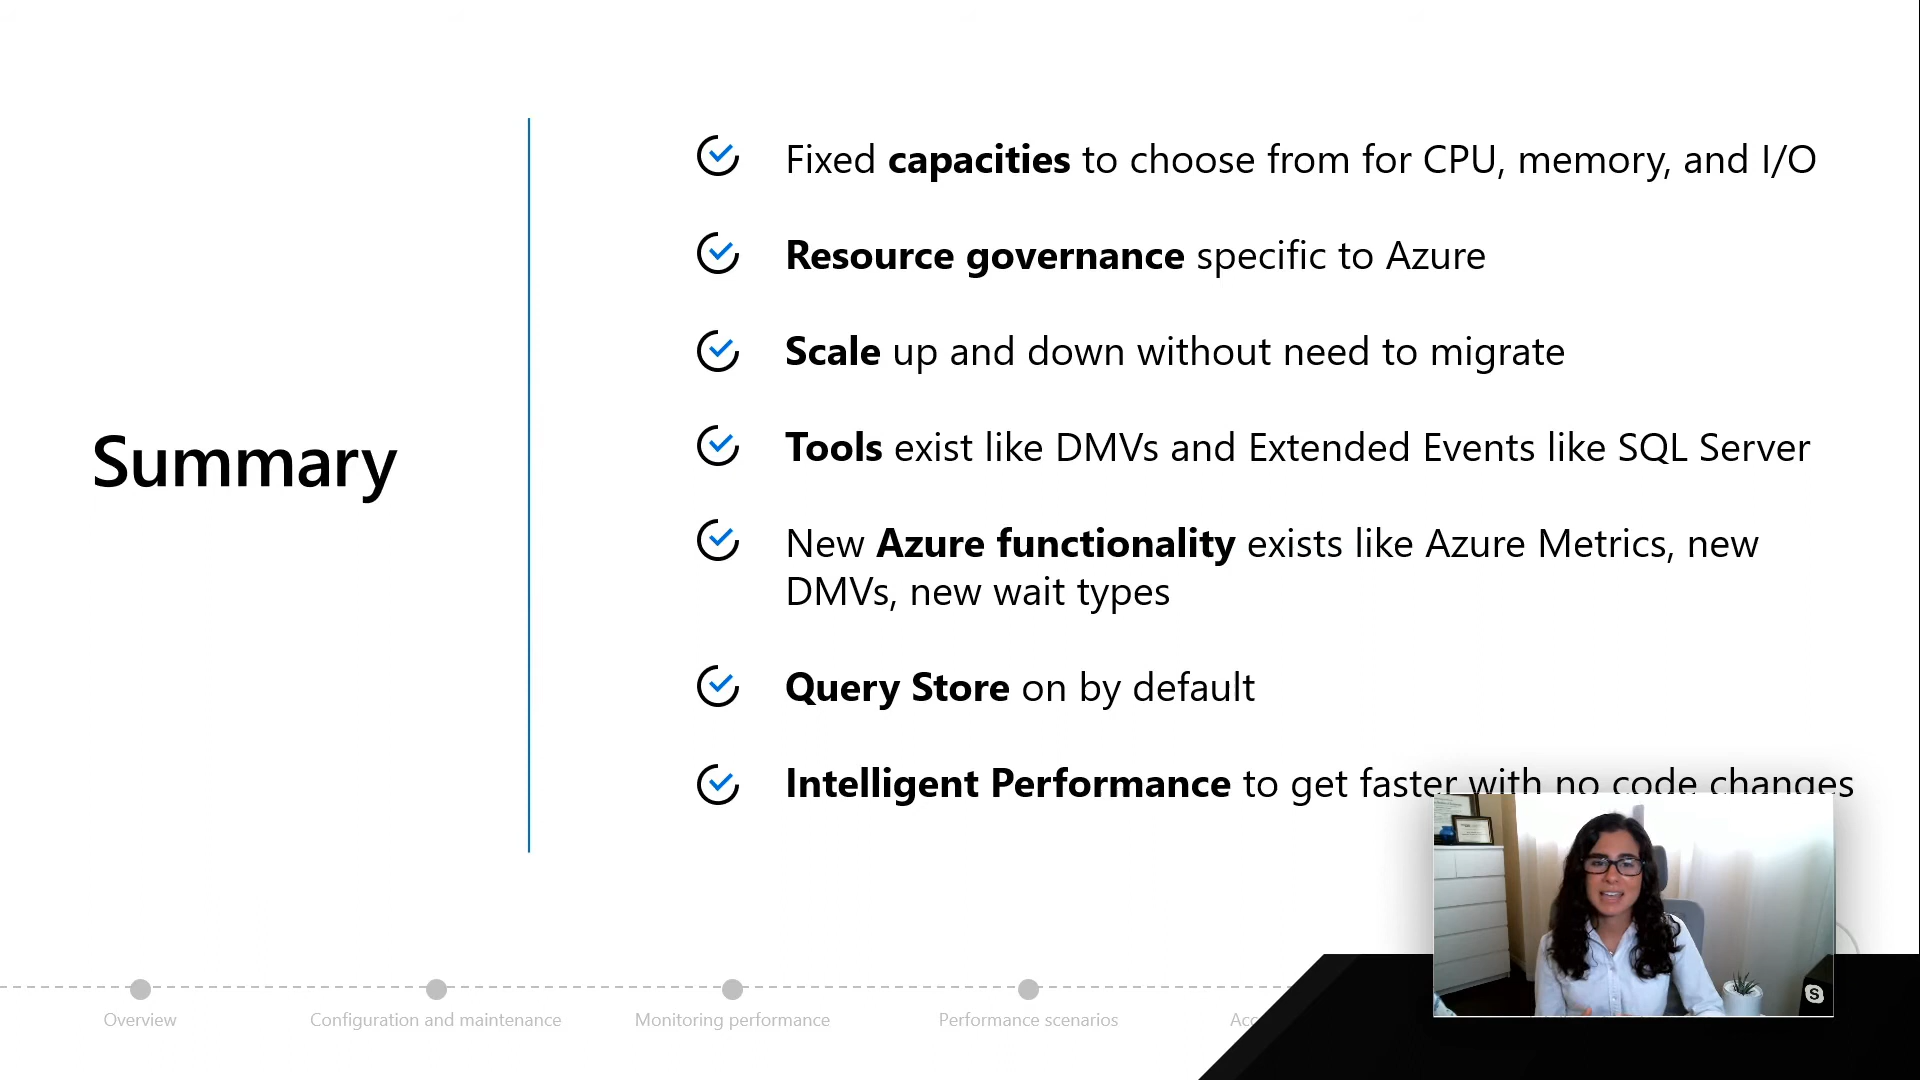 Summary
Fixed capacities to choose from for CPU, memory, and I/O
Resource governance specific to Azure
Scale up and down without need to migrate
Tools exist like DMVs and Extended Events like SQL Server
New Azure functionality exists like Azure Metrics, new
DMVs, new wait types
Query Store on by default
Intelligent Performance to get faster with no code changes
Overview
Configuration and maintenance
Monitoring performance
Performance scenarios